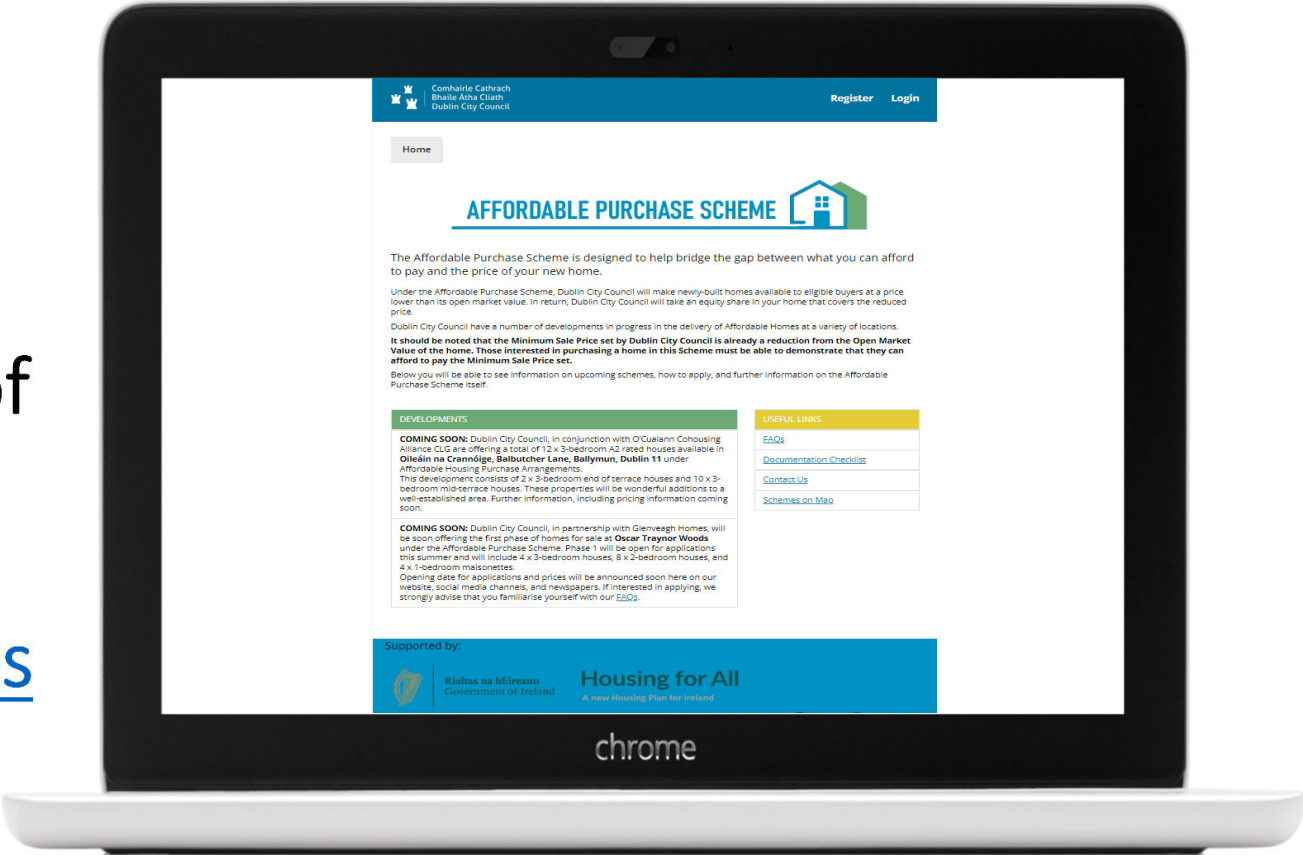 of
s
Comhairle Cathrach
Bhaile Átha Cliath
Dublin City Council
Register Login
Home
AFFORDABLE PURCHASE SCHEME
The Affordable Purchase Scheme is designed to help bridge the gap between what you can afford
to pay and the price of your new home.
Under the Affordable Purchase Scheme, Dublin City Council will make newly-built homes available to eligible buyers at a price
lower than its open market value. In return, Dublin City Council will take an equity share in your home that covers the reduced
price.
Dublin City Council have a number of developments in progress in the delivery of Affordable Homes at a variety of locations.
It should be noted that the Minimum Sale Price set by Dublin City Council is already a reduction from the Open Market
Value of the home. Those interested in purchasing a home in this Scheme must be able to demonstrate that they can
afford to pay the Minimum Sale Price set.
Below you will be able to see information on upcoming schemes, how to apply, and further information on the Affordable
Purchase Scheme itself.
DEVELOPMENTS
COMING SOON: Dublin City Council, in conjunction with O'Cualann Cohousing
Alliance CLG are offering a total of 12 x 3-bedroom A2 rated houses available in
Oileáin na Crannóige, Balbutcher Lane, Ballymun, Dublin 11 under
Affordable Housing Purchase Arrangements.
This development consists of 2 x 3-bedroom end of terrace houses and 10 x 3-
bedroom mid-terrace houses. These properties will be wonderful additions to a
well-established area. Further information, including pricing information coming
soon.
COMING SOON: Dublin City Council, in partnership with Glenveagh Homes, will
be soon offering the first phase of homes for sale at Oscar Traynor Woods
under the Affordable Purchase Scheme. Phase 1 will be open for applications
this summer and will include 4 x 3-bedroom houses, 8 x 2-bedroom houses, and
4 x 1-bedroom maisonettes.
Opening date for applications and prices will be announced soon here on our
website, social media channels, and newspapers. If interested in applying, we
strongly advise that you familiarise yourself with our FAQs.
USEFUL LINKS
FAQs
Documentation Checklist
Contact Us
Schemes on Map
Supported by:
Rialtas na hÉireann
Government of Ireland
Housing for All
A new Housing Plan for Ireland
chrome